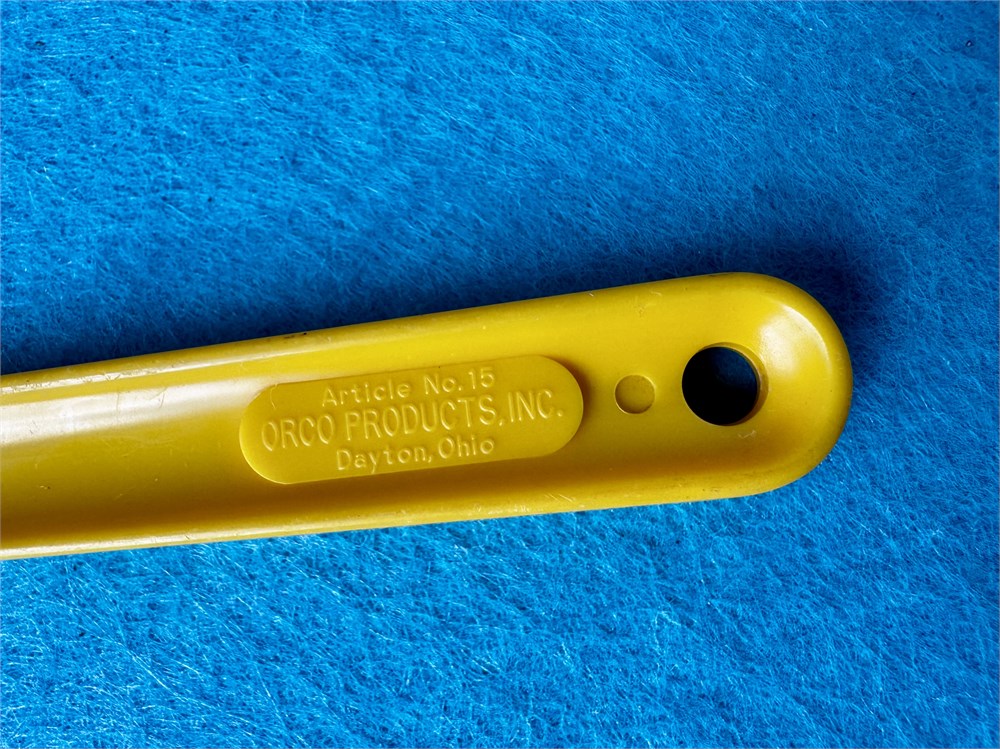 Article No. 15
ORCO PRODUCTS, INC.
Dayton, Ohio